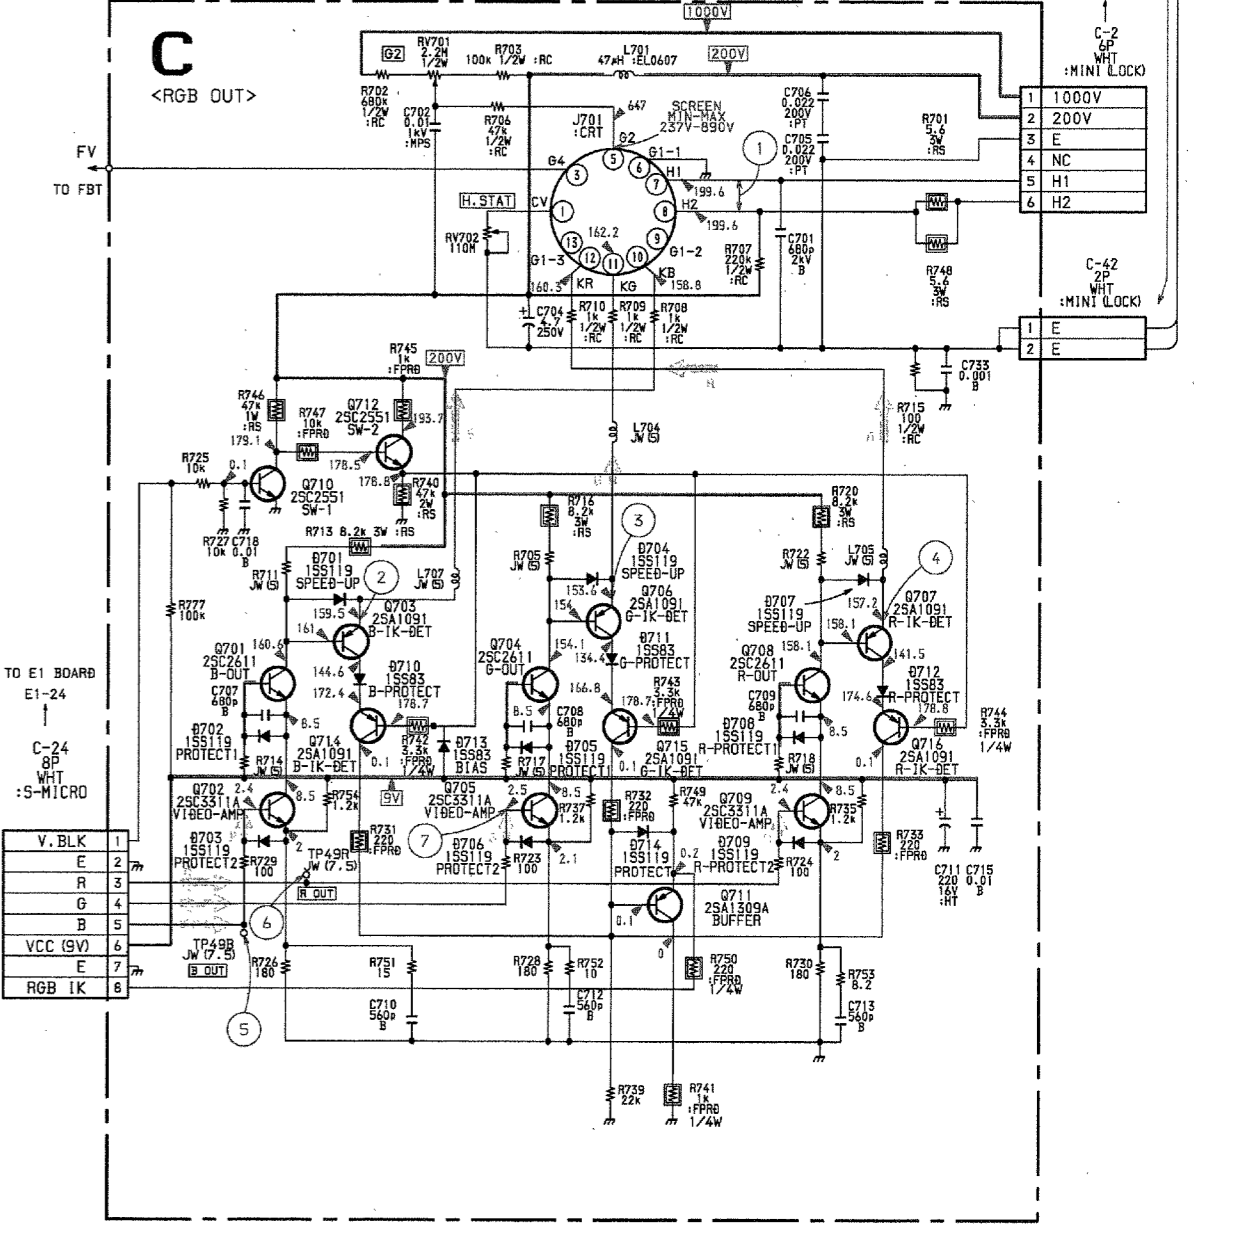 1000V
C
<RGB OUT>
G2
RV701
2.2M
1/2W
R703
100k 1/2W :RC
L701
47μH :EL0607
200V
C-2
6P
WHT
:MINI (LOCK)
R702
680k
1/2W
:RC
C702
0.01
1kV
:MPS
R706
47k
1/2W
:RC
647
J701
:CRT
SCREEN
MIN-MAX
237V-890V
C706
0.022
200V
:PT
C705
0.022
200V
:PT
R701
5.6
3W
:RS
1 1000V
2 200V
3 E
4 NC
5 H1
6 H2
FV
TO FBT
G4
G2
G1-1
H1
H2
1
199.6
199.6
H.STAT
CV
RV702
110M
3
5
6
7
8
9
10
11
12
13
1
162.2
G1-3
G1-2
KR
KG
KB
160.3
158.8
R707
220k
1/2W
:RC
C701
680p
2kV
B
R748
5.6
3W
:RS
C-42
2P
WHT
:MINI (LOCK)
1 E
2 E
C704
4.7
250V
R710
1k
1/2W
:RC
R709
1k
1/2W
:RC
R708
1k
1/2W
:RC
R745
1k
:FPRD
200V
R
C733
0.001
B
R715
100
1/2W
:RC
R746
47k
1W
:RS
R747
10k
:FPRD
Q712
2SC2551
SW-2
193.7
179.1
178.5
178.8
L704
JW(5)
R725
10k
0.1
Q710
2SC2551
SW-1
R740
47k
2W
:RS
R727
10k
C718
0.01
B
R713 8.2k 3W :RS
R716
8.2k
3W
:RS
3
R720
8.2k
3W
:RS
R711
JW(5)
D701
1SS119
SPEED-UP
2
L707
JW(5)
R705
JW(5)
D704
1SS119
SPEED-UP
R722
JW(5)
L705
JW(5)
4
R777
100k
159.5
Q703
2SA1091
B-IK-DET
161
153.6
154
Q706
2SA1091
G-IK-DET
D707
1SS119
SPEED-UP
157.2
158.1
Q707
2SA1091
R-IK-DET
Q701
2SC2611
B-OUT
160.6
144.6
D710
1SS83
B-PROTECT
172.4
178.7
Q704
2SC2611
G-OUT
154.1
134.4
D711
1SS83
G-PROTECT
166.8
178.7
R743
3.3k
:FPRD
1/4W
Q708
2SC2611
R-OUT
158.1
141.5
D712
1SS83
R-PROTECT
174.6
178.8
R744
3.3k
:FPRD
1/4W
TO E1 BOARD
E1-24
C-24
8P
WHT
:S-MICRO
C707
680p
B
8.5
D702
1SS119
PROTECT1
R714
JW(5)
Q714
2SA1091
B-IK-DET
0.1
R742
3.3k
:FPRD
1/4W
D713
1SS83
BIAS
C708
680p
B
8.5
D705
1SS119
PROTECT1
R717
JW(5)
0.1
Q715
2SA1091
G-IK-DET
C709
680p
B
8.5
D708
1SS119
R-PROTECT1
R718
JW(5)
0.1
Q716
2SA1091
R-IK-DET
9V
2.4
Q702
2SC3311A
VIDEO-AMP
8.5
R754
1.2k
2
Q705
2SC3311A
VIDEO-AMP
2.5
8.5
R737
1.2k
2.1
7
R732
220
:FPRD
R749
47k
Q709
2SC3311A
VIDEO-AMP
2.4
8.5
R735
1.2k
2
R733
220
:FPRD
C711
220
16V
:HT
C715
0.01
B
D703
1SS119
PROTECT2
R729
100
R731
220
:FPRD
D706
1SS119
PROTECT2
R723
100
D714
1SS119
PROTECT
0.2
D709
1SS119
R-PROTECT2
R724
100
V.BLK 1
E 2
R 3
G 4
B 5
VCC (9V) 6
E 7
RGB IK 8
TP49R
JW(7.5)
R OUT
6
Q711
2SA1309A
BUFFER
0.1
0
TP49B
JW(7.5)
B OUT
5
R726
180
R751
15
C710
560p
B
R728
180
R752
10
C712
560p
B
R750
220
:FPRD
1/4W
R730
180
R753
8.2
C713
560p
B
R739
22k
R741
1k
:FPRD
1/4W